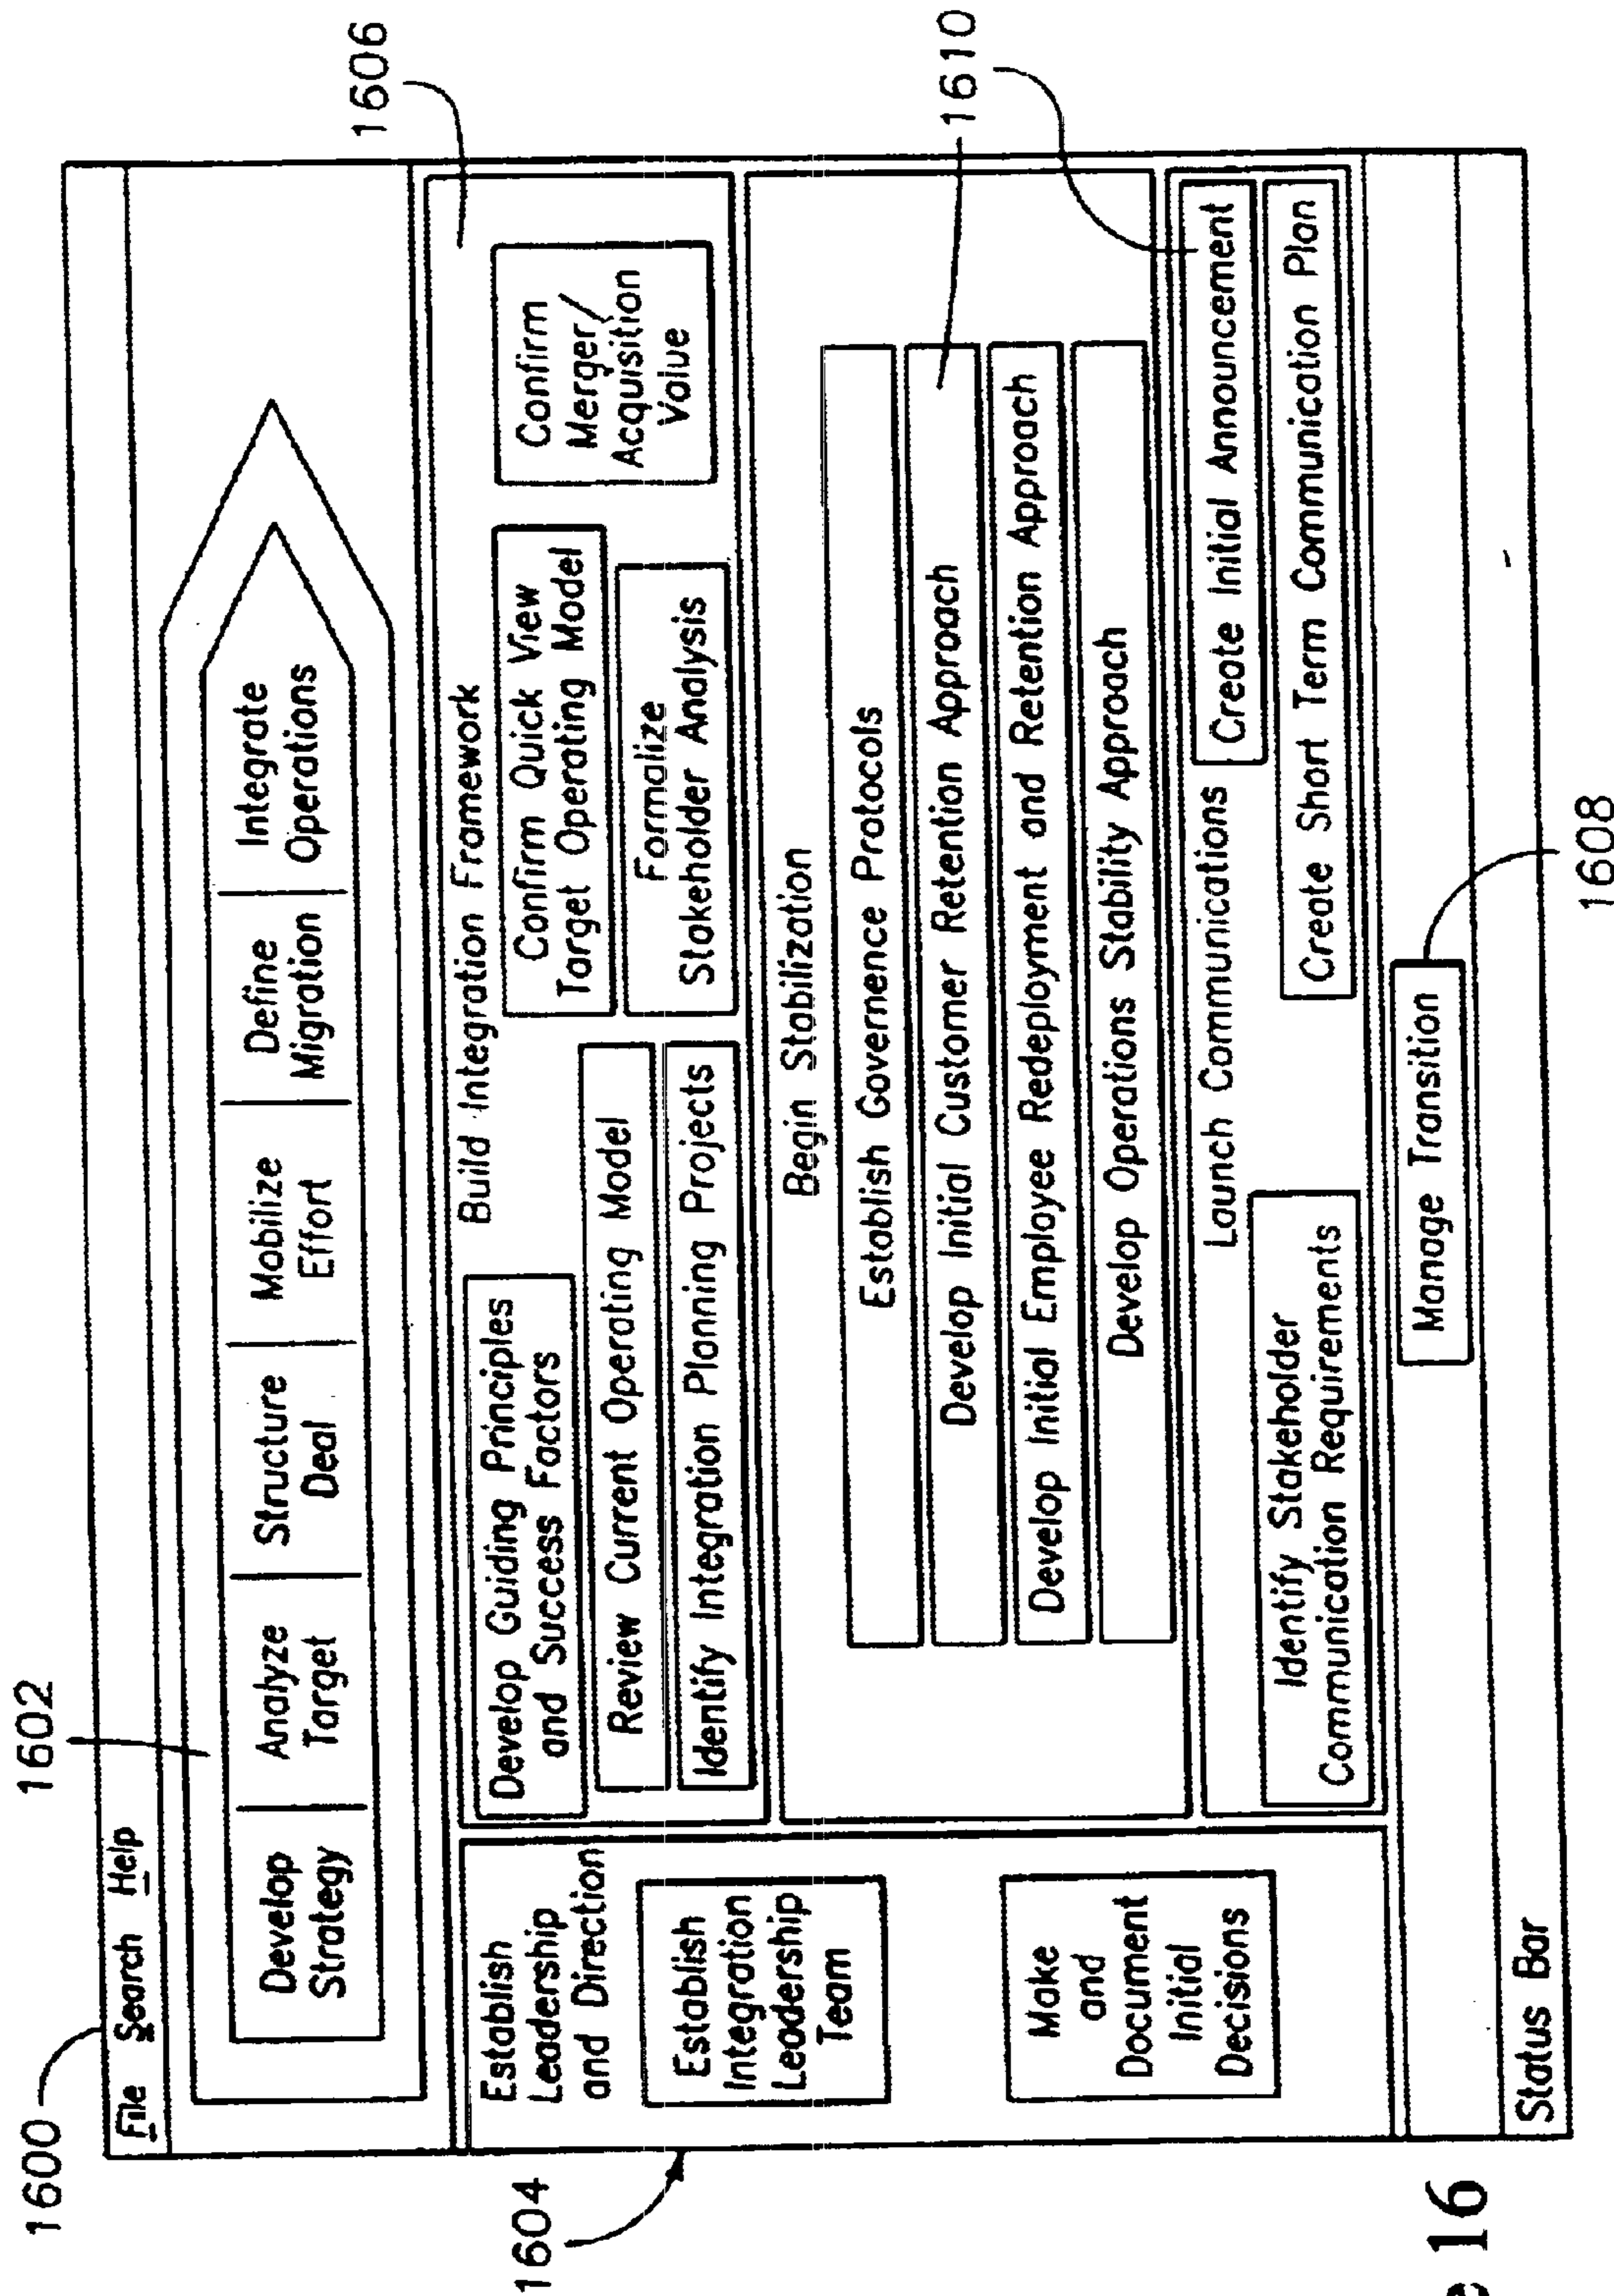 1600
1602
File Search Help
Develop
Strategy
Analyze
Target
Structure
Deal
Mobilize
Effort
Define
Migration
Integrate
Operations
1604
Establish
Leadership
and Direction
Establish
Integration
Leadership
Team
Make
and
Document
Initial
Decisions
1606
Build Integration Framework
Develop Guiding Principles
and Success Factors
Review Current Operating Model
Identify Integration Planning Projects
Confirm Quick View
Target Operating Model
Formalize
Stakeholder Analysis
Confirm
Merger/
Acquisition
Value
Begin Stabilization
Establish Governence Protocols
Develop Initial Customer Retention Approach
Develop Initial Employee Redeployment and Retention Approach
Develop Operations Stability Approach
1610
Launch Communications
Identify Stakeholder
Communication Requirements
Create Initial Announcement
Create Short Term Communication Plan
Manage Transition
1608
Status Bar
16